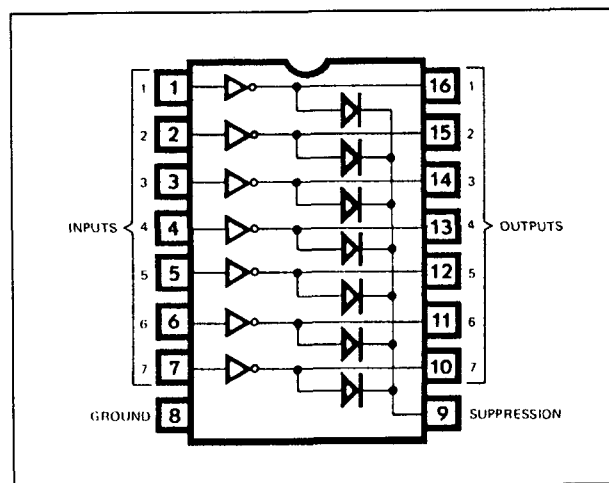 1 1 16 1
2 2 15 2
3 3 14 3
INPUTS 4 4 13 4 OUTPUTS
5 5 12 5
6 6 11 6
7 7 10 7
GROUND 8 9 SUPPRESSION